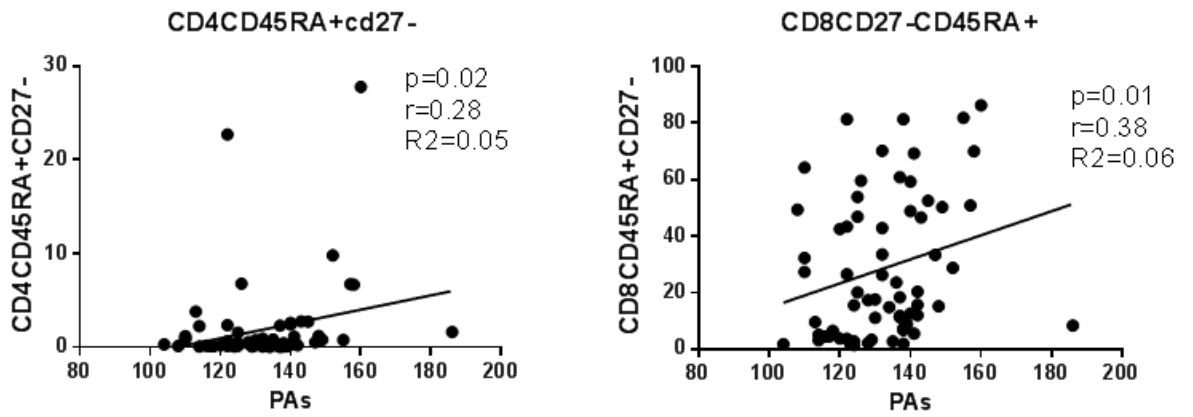 CD4CD45RA+cd27-
CD4CD45RA+CD27-
30
20
10
0
p=0.02
r=0.28
R2=0.05
80 100 120 140 160 180 200
PAs
CD8CD27-CD45RA+
CD8CD45RA+CD27-
100
80
60
40
20
0
p=0.01
r=0.38
R2=0.06
80 100 120 140 160 180 200
PAs